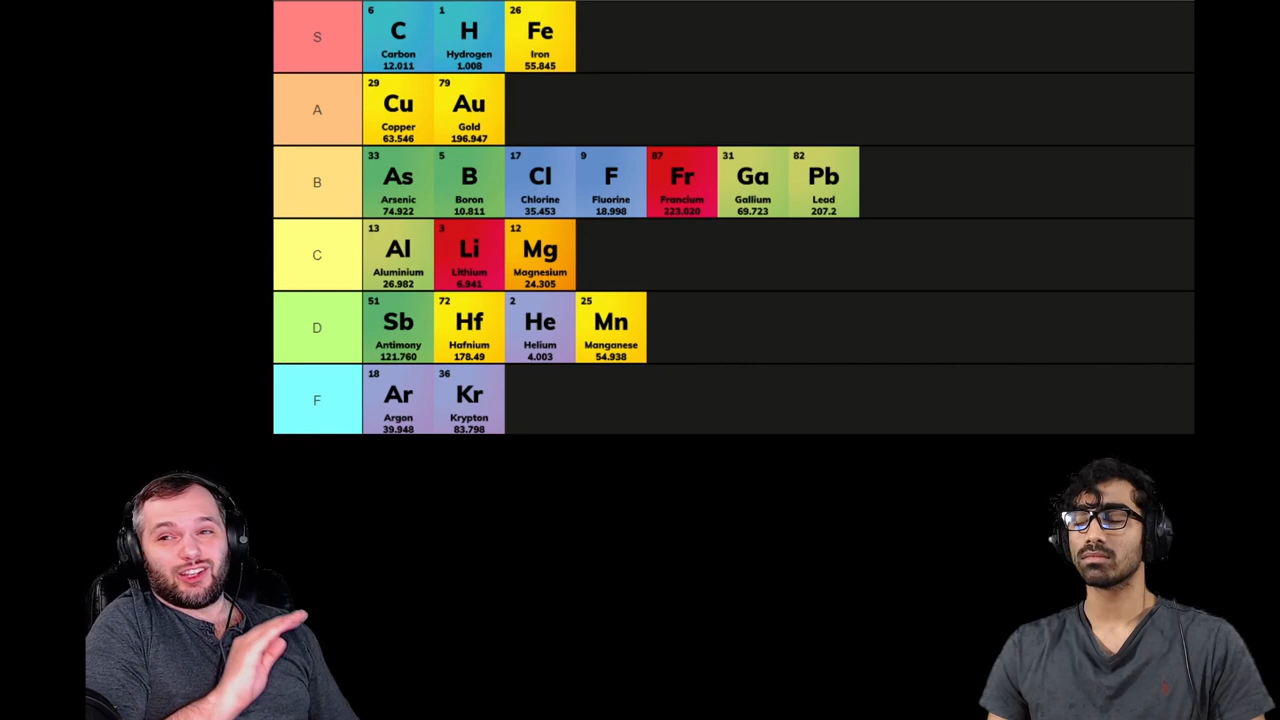 S
6
C
Carbon
12.011
1
H
Hydrogen
1.008
26
Fe
Iron
55.845
A
29
Cu
Copper
63.546
79
Au
Gold
196.947
B
33
As
Arsenic
74.922
5
B
Boron
10.811
17
Cl
Chlorine
35.453
9
F
Fluorine
18.998
87
Fr
Francium
223.020
31
Ga
Gallium
69.723
82
Pb
Lead
207.2
C
13
Al
Aluminium
26.982
3
Li
Lithium
6.941
12
Mg
Magnesium
24.305
D
51
Sb
Antimony
121.760
72
Hf
Hafnium
178.49
2
He
Helium
4.003
25
Mn
Manganese
54.938
F
18
Ar
Argon
39.948
36
Kr
Krypton
83.798